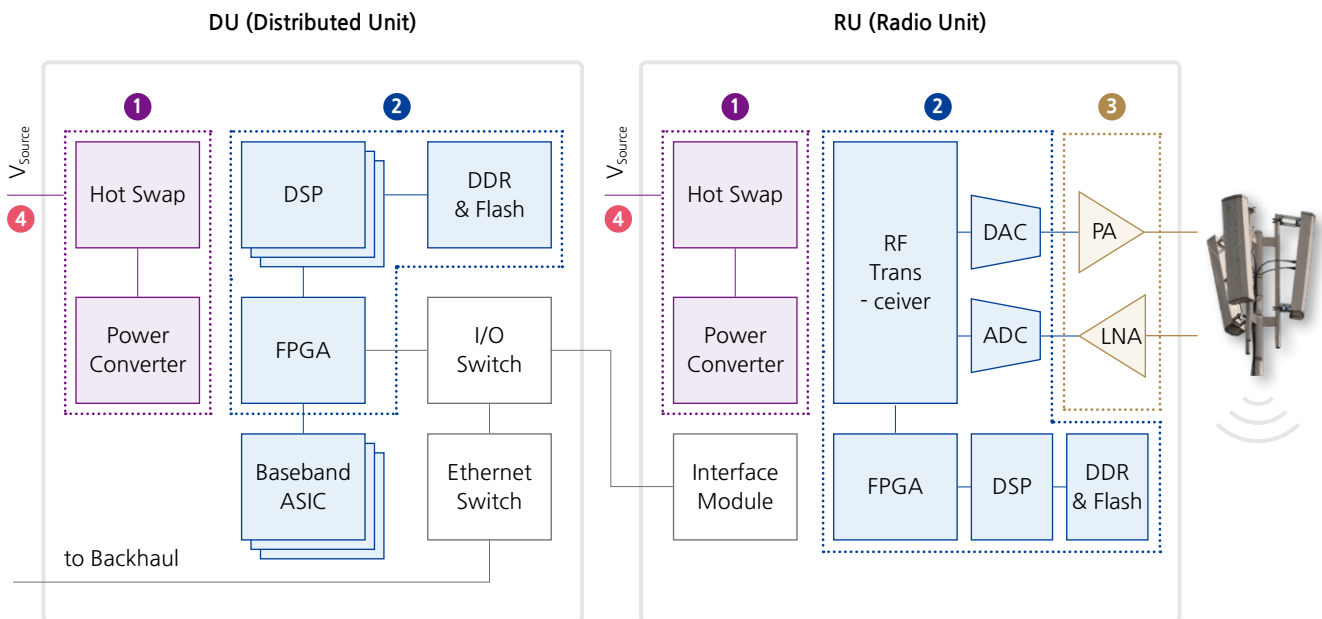 DU (Distributed Unit)
RU (Radio Unit)
1
2
V Source
4
Hot Swap
Power
Converter
DSP
DDR
& Flash
FPGA
I/O
Switch
Baseband
ASIC
Ethernet
Switch
to Backhaul
1
2
3
V Source
4
Hot Swap
Power
Converter
Interface
Module
RF
Trans
- ceiver
DAC
ADC
PA
LNA
FPGA
DSP
DDR
& Flash